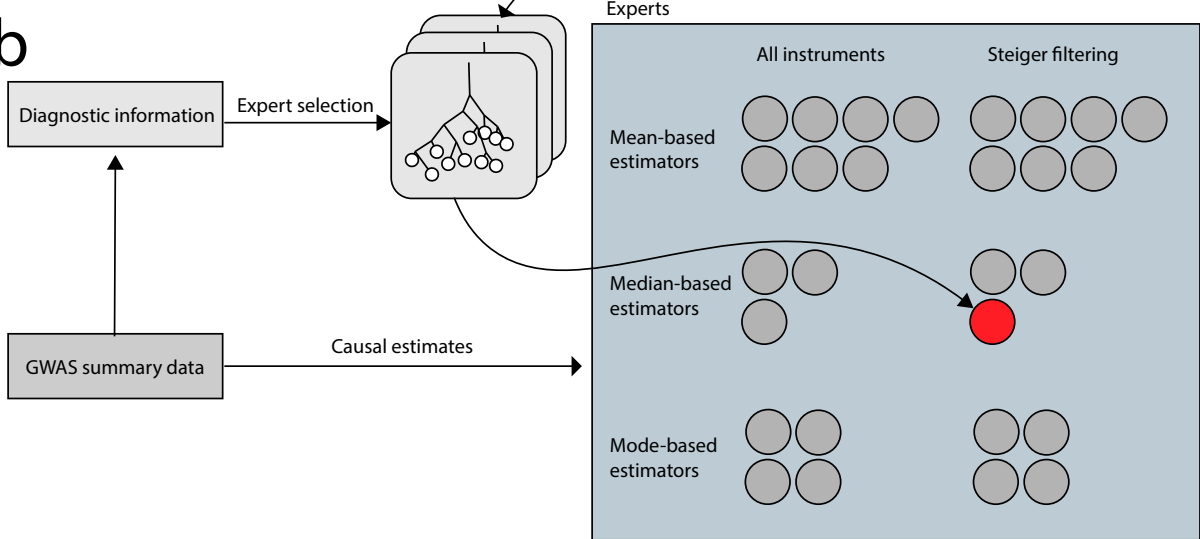 b
Experts
All instruments
Steiger filtering
Diagnostic information
Expert selection
Mean-based
estimators
Median-based
estimators
GWAS summary data
Causal estimates
Mode-based
estimators